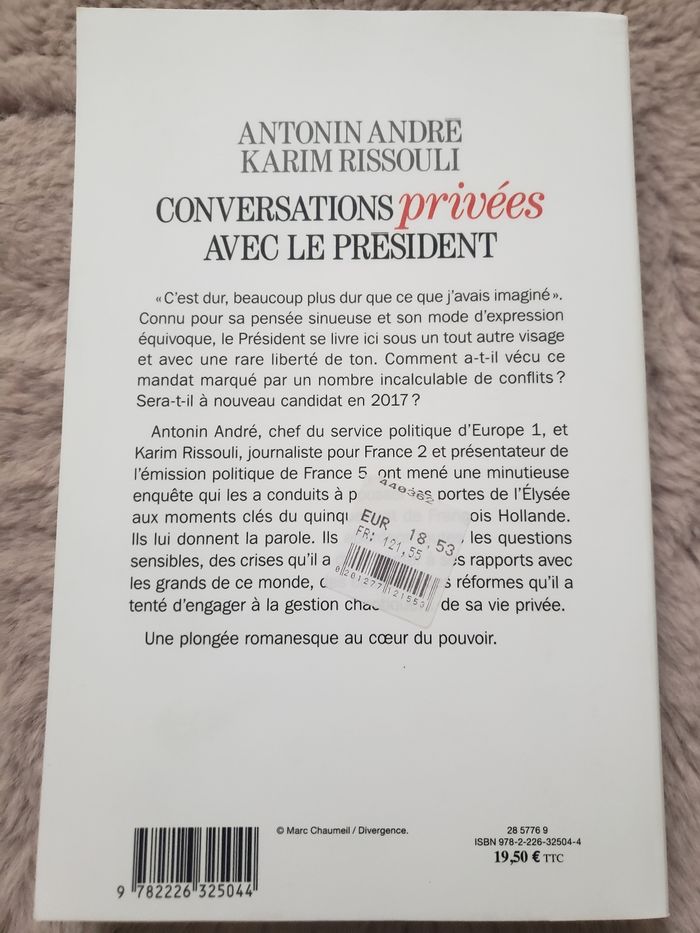 ANTONIN ANDRÉ
KARIM RISSOULI
CONVERSATIONS privées
AVEC LE PRÉSIDENT
« C'est dur, beaucoup plus dur que ce que j'avais imaginé ».
Connu pour sa pensée sinueuse et son mode d'expression
équivoque, le Président se livre ici sous un tout autre visage
et avec une rare liberté de ton. Comment a-t-il vécu ce
mandat marqué par un nombre incalculable de conflits ?
Sera-t-il à nouveau candidat en 2017 ?
Antonin André, chef du service politique d'Europe 1, et
Karim Rissouli, journaliste pour France 2 et présentateur de
l'émission politique de France 5, ont mené une minutieuse
enquête qui les a conduits à portes de l'Élysée
aux moments clés du Hollande.
Ils lui donnent la parole. Ils les questions
sensibles, des crises qu'il a rapports avec
les grands de ce monde, réformes qu'il a
tenté d'engager à la gestion de sa vie privée.
Une plongée romanesque au cœur du pouvoir.
440362
EUR 18,53
FR: 121,55
0201277121550
© Marc Chaumeil / Divergence.
28 5776 9
ISBN 978-2-226-32504-4
19,50 € TTC
9 782226 325044